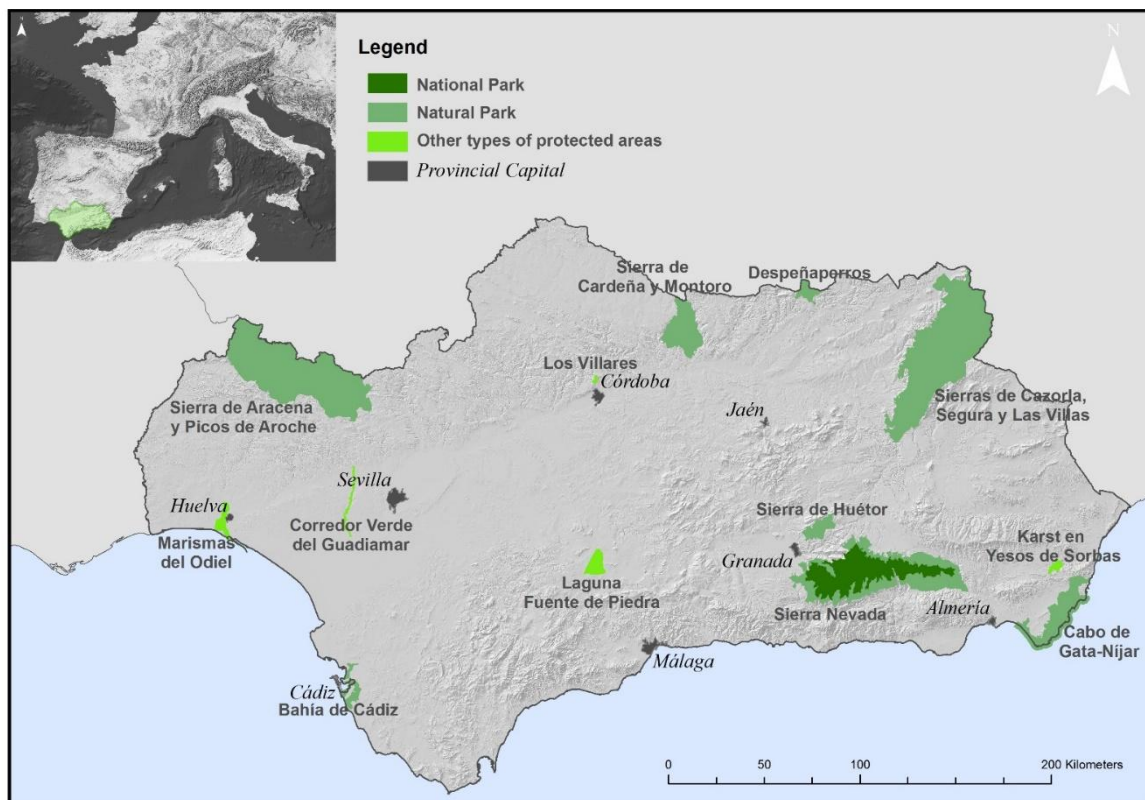 Legend
National Park
Natural Park
Other types of protected areas
Provincial Capital
N
Sierra de
Cardeña y Montoro
Despeñaperros
Los Villares
Córdoba
Sierra de Aracena
y Picos de Aroche
Jaén
Sierras de Cazorla,
Segura y Las Villas
Sevilla
Huelva
Corredor Verde
del Guadiamar
Marismas
del Odiel
Sierra de Huétor
Granada
Karst en
Yesos de Sorbas
Laguna
Fuente de Piedra
Sierra Nevada
Almería
Cabo de
Gata-Níjar
Málaga
Cádiz
Bahía de Cádiz
0 50 100 200 Kilometers